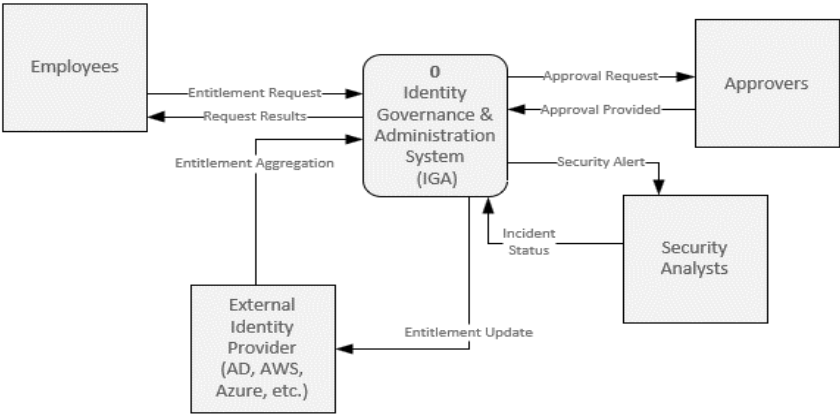 Employees
Entitlement Request
Request Results
Entitlement Aggregation
0
Identity
Governance &
Administration
System
(IGA)
Approval Request
Approval Provided
Approvers
Security Alert
Incident
Status
Security
Analysts
External
Identity
Provider
(AD, AWS,
Azure, etc.)
Entitlement Update